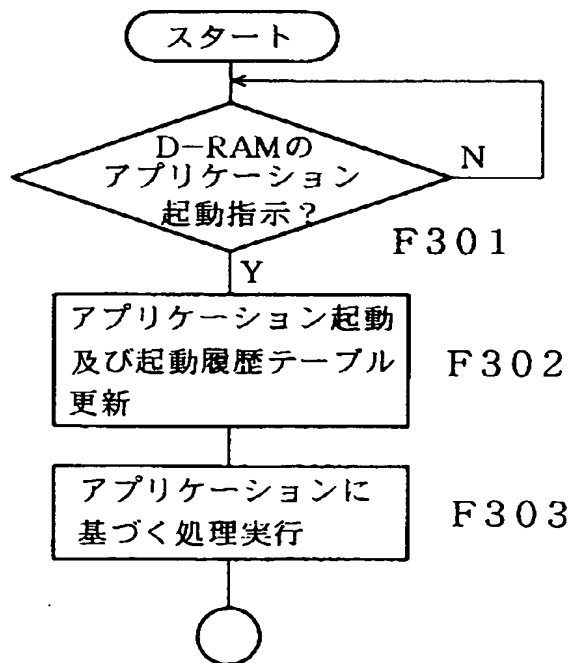 スタート
D-RAMの
アプリケーション
起動指示？
N
F301
Y
アプリケーション起動
及び起動履歴テーブル
更新
F302
アプリケーションに
基づく処理実行
F303